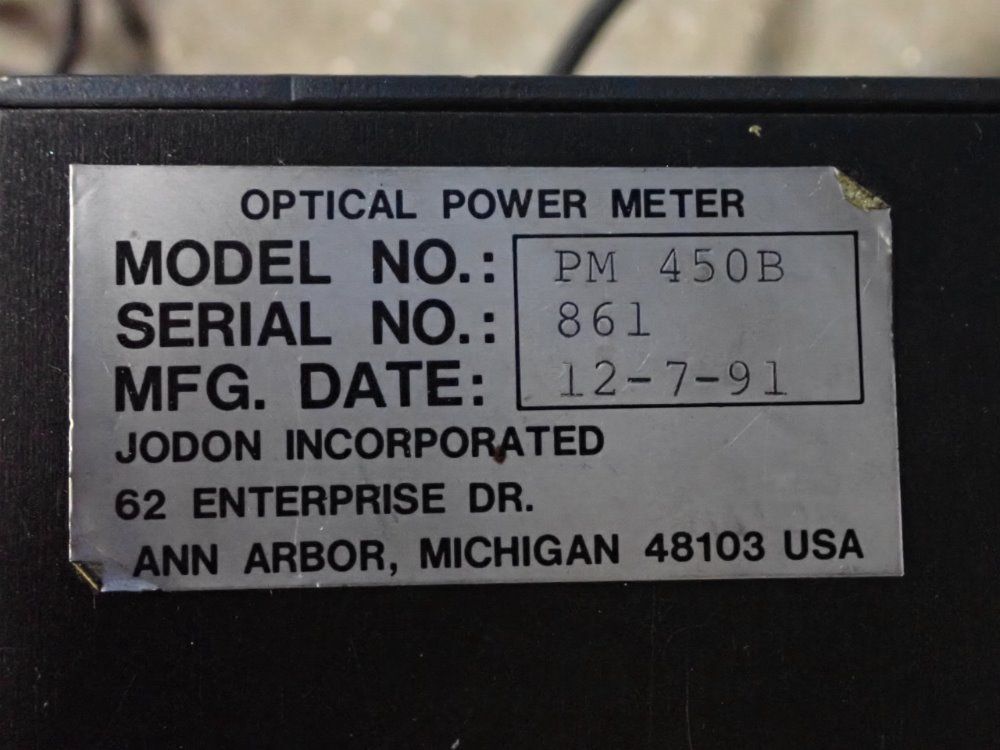 OPTICAL POWER METER
MODEL NO.: PM 450B
SERIAL NO.: 861
MFG. DATE: 12-7-91
JODON INCORPORATED
62 ENTERPRISE DR.
ANN ARBOR, MICHIGAN 48103 USA